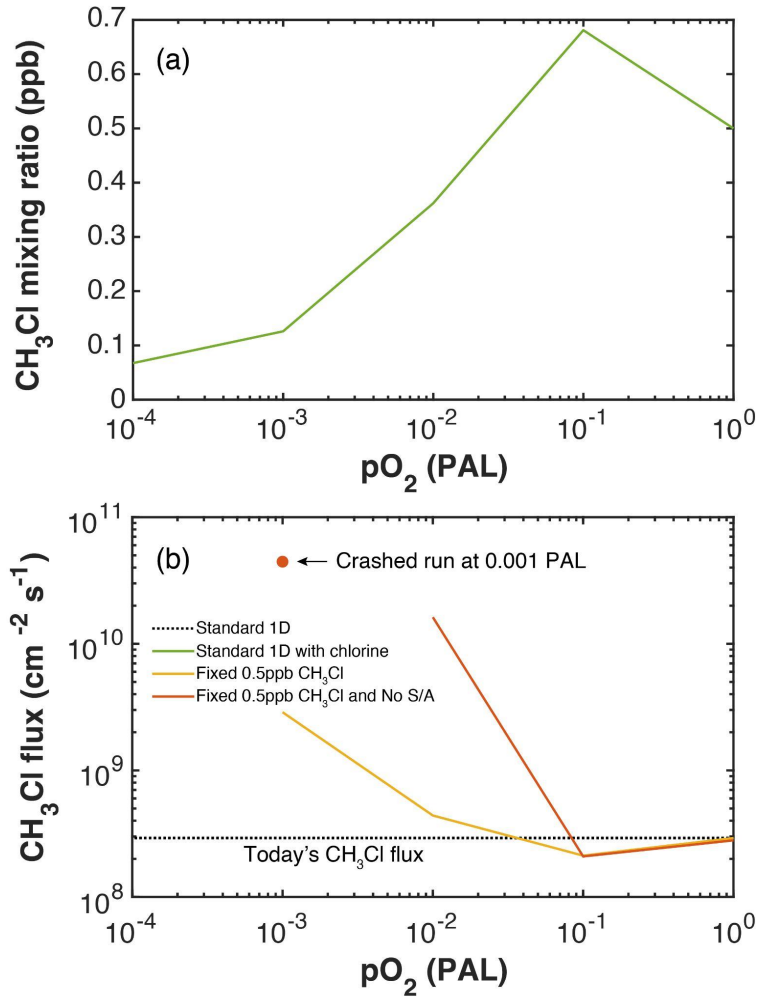 (a)
CH₃Cl mixing ratio (ppb)
0.7
0.6
0.5
0.4
0.3
0.2
0.1
0
10⁻⁴ 10⁻³ 10⁻² 10⁻¹ 10⁰
pO₂ (PAL)
(b)
CH₃Cl flux (cm⁻² s⁻¹)
10¹¹
10¹⁰
10⁹
10⁸
Crashed run at 0.001 PAL
Standard 1D
Standard 1D with chlorine
Fixed 0.5ppb CH₃Cl
Fixed 0.5ppb CH₃Cl and No S/A
Today's CH₃Cl flux
10⁻⁴ 10⁻³ 10⁻² 10⁻¹ 10⁰
pO₂ (PAL)